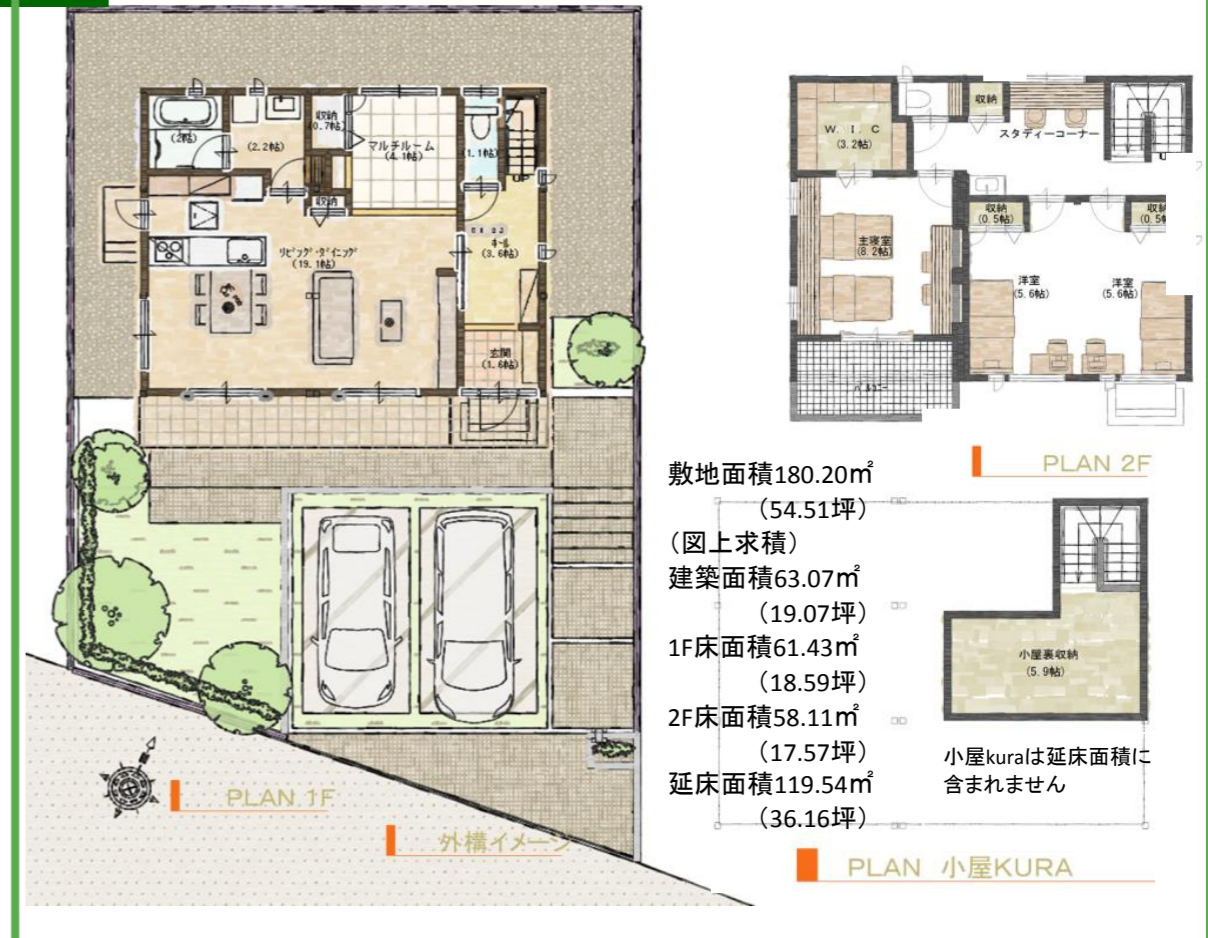 収納
(0.7帖)
マルチルーム
(4.1帖)
(2帖)
(2.2帖)
(1.1帖)
収納
リビング・ダイニング
(19.1帖)
ホール
(3.6帖)
玄関
(1.6帖)
PLAN 1F
外構イメージ
W. I. C
(3.2帖)
収納
スタディーコーナー
主寝室
(8.2帖)
収納
(0.5帖)
収納
洋室
(5.6帖)
洋室
(5.6帖)
バルコニー
PLAN 2F
敷地面積180.20㎡
(54.51坪)
(図上求積)
建築面積63.07㎡
(19.07坪)
1F床面積61.43㎡
(18.59坪)
2F床面積58.11㎡
(17.57坪)
延床面積119.54㎡
(36.16坪)
小屋裏収納
(5.9帖)
小屋kuraは延床面積に
含まれません
PLAN 小屋KURA